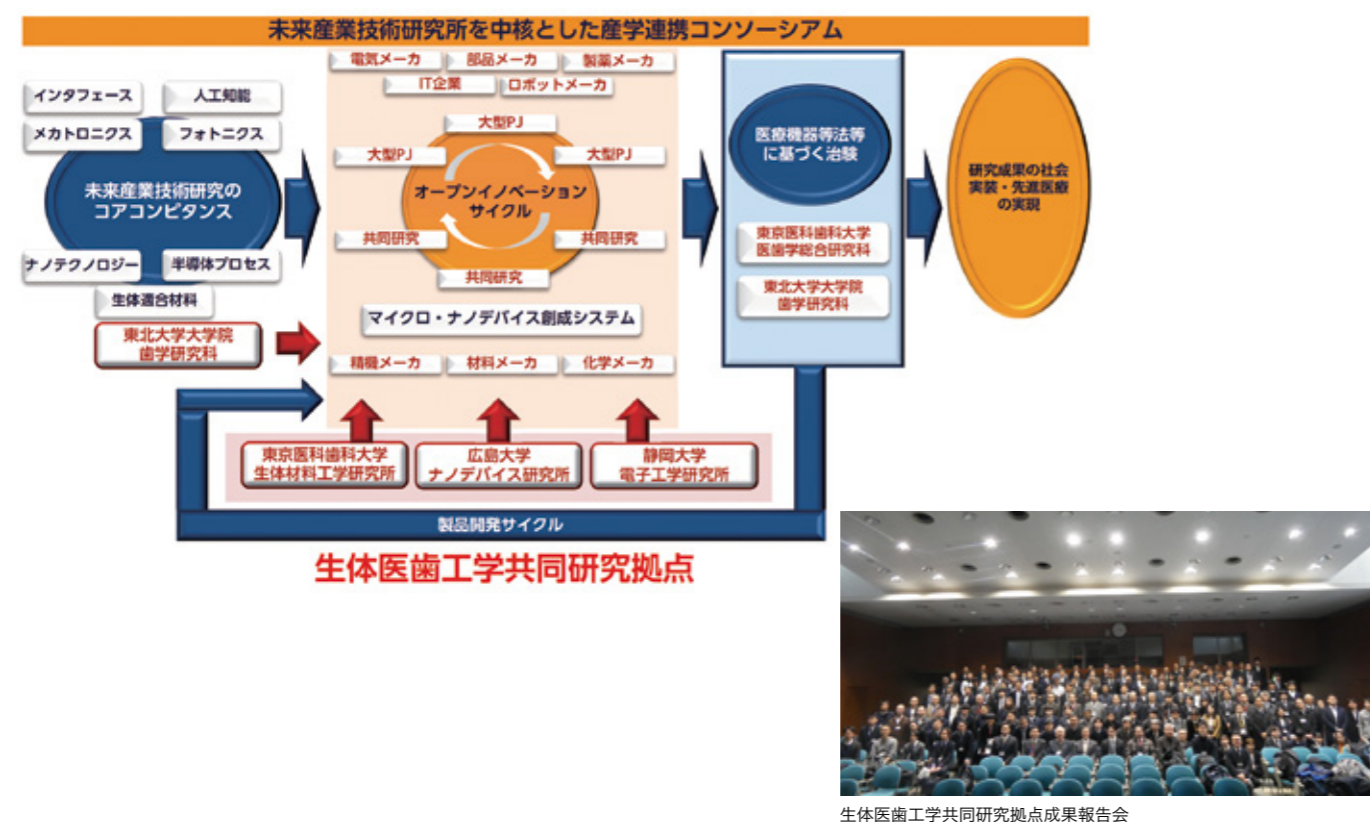 未来産業技術研究所を中核とした産学連携コンソーシアム
インタフェース
人工知能
メカトロニクス
フォトニクス
未来産業技術研究の
コアコンピタンス
ナノテクノロジー
半導体プロセス
生体適合材料
東北大学大学院
歯学研究科
電気メーカ
部品メーカ
製薬メーカ
IT企業
ロボットメーカ
大型PJ
大型PJ
大型PJ
オープンイノベーション
サイクル
共同研究
共同研究
共同研究
マイクロ・ナノデバイス創成システム
精機メーカ
材料メーカ
化学メーカ
東京医科歯科大学
生体材料工学研究所
広島大学
ナノデバイス研究所
静岡大学
電子工学研究所
医療機器等法等
に基づく治験
東京医科歯科大学
医歯学総合研究科
東北大学大学院
歯学研究科
研究成果の社会
実装・先進医療
の実現
製品開発サイクル
生体医歯工学共同研究拠点
生体医歯工学共同研究拠点成果報告会